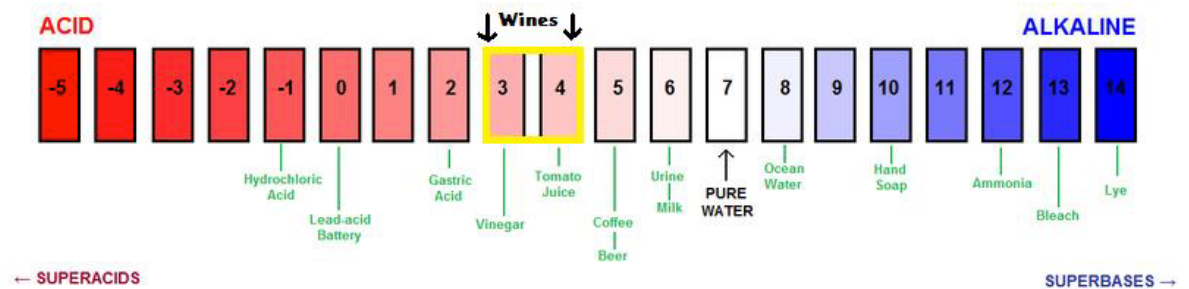 Wines
ACID
ALKALINE
-5 -4 -3 -2 -1 0 1 2 3 4 5 6 7 8 9 10 11 12 13 14
Hydrochloric
Acid
Lead-acid
Battery
Gastric
Acid
Vinegar
Tomato
Juice
Coffee
Beer
Urine
Milk
PURE
WATER
Ocean
Water
Hand
Soap
Ammonia
Bleach
Lye
← SUPERACIDS
SUPERBASES →